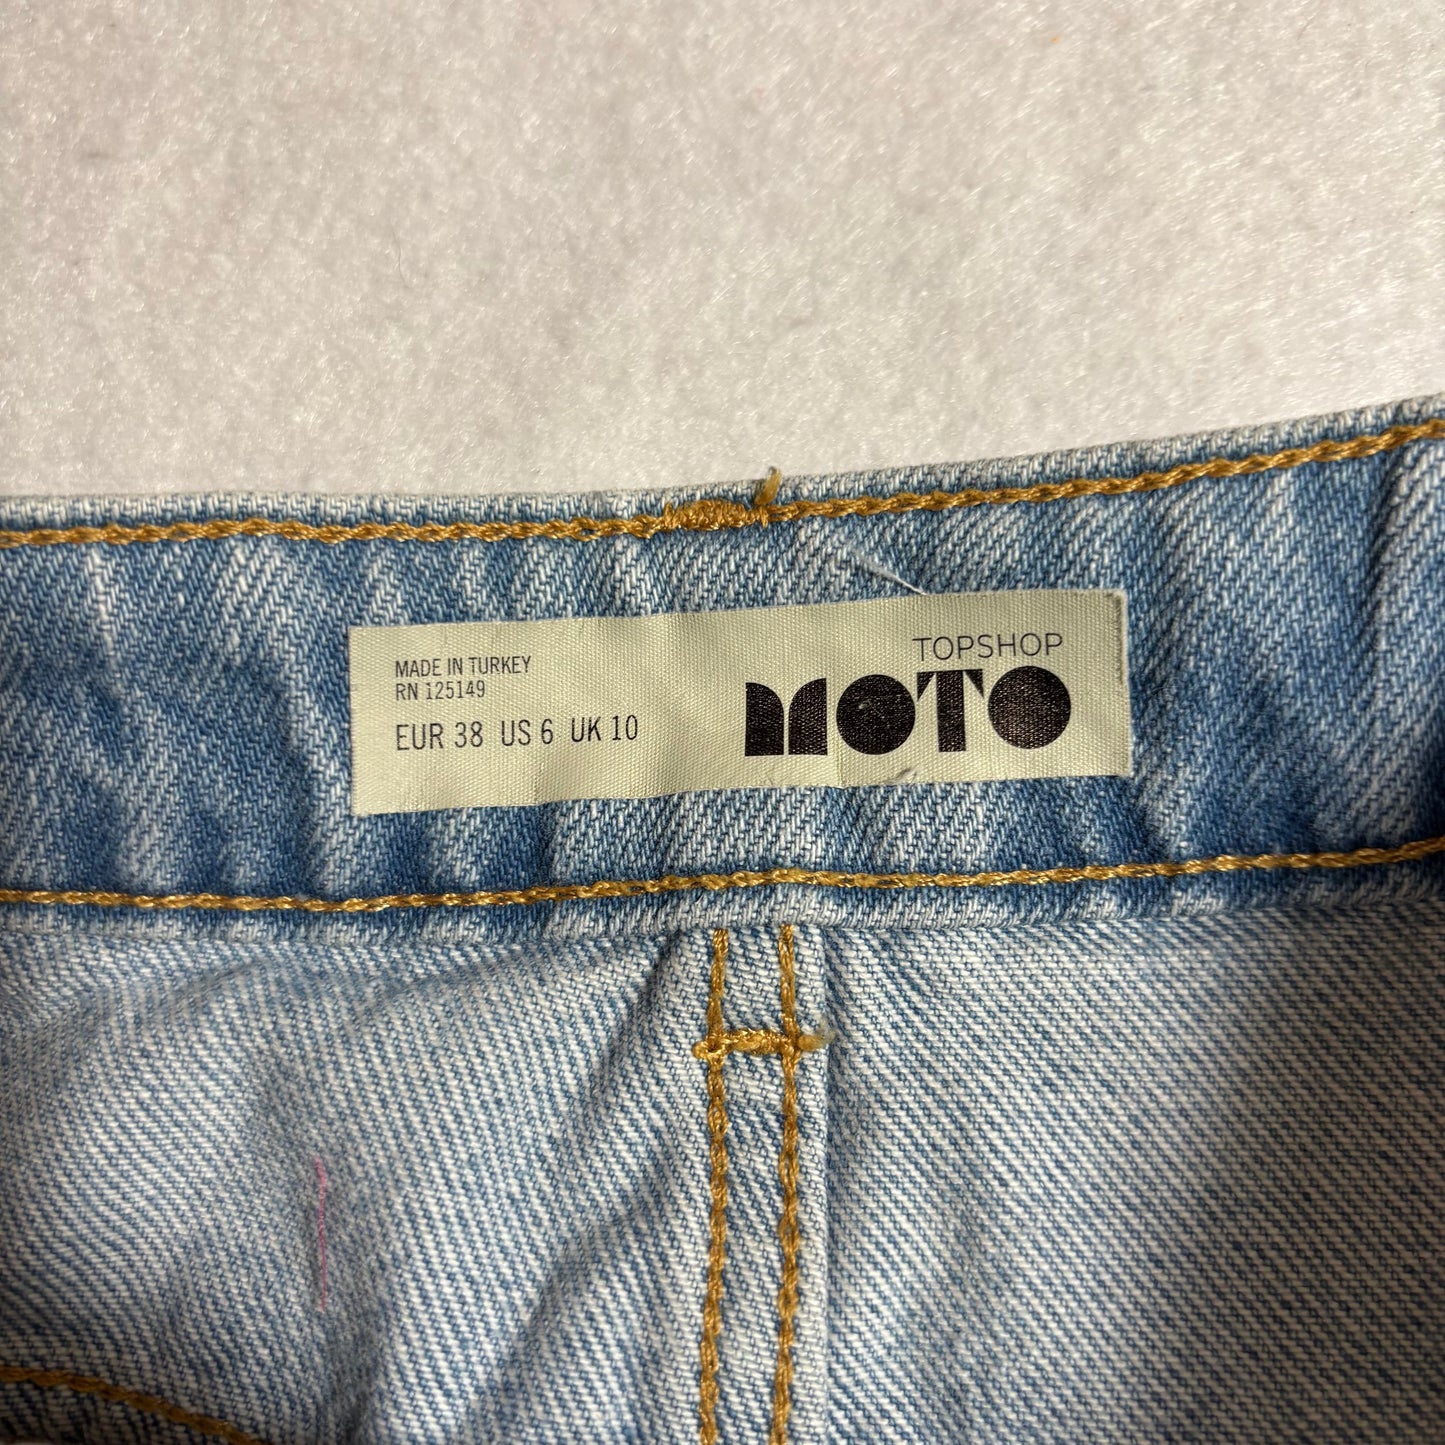 MADE IN TURKEY
RN 125149
EUR 38 US 6 UK 10
TOPSHOP
MOTO